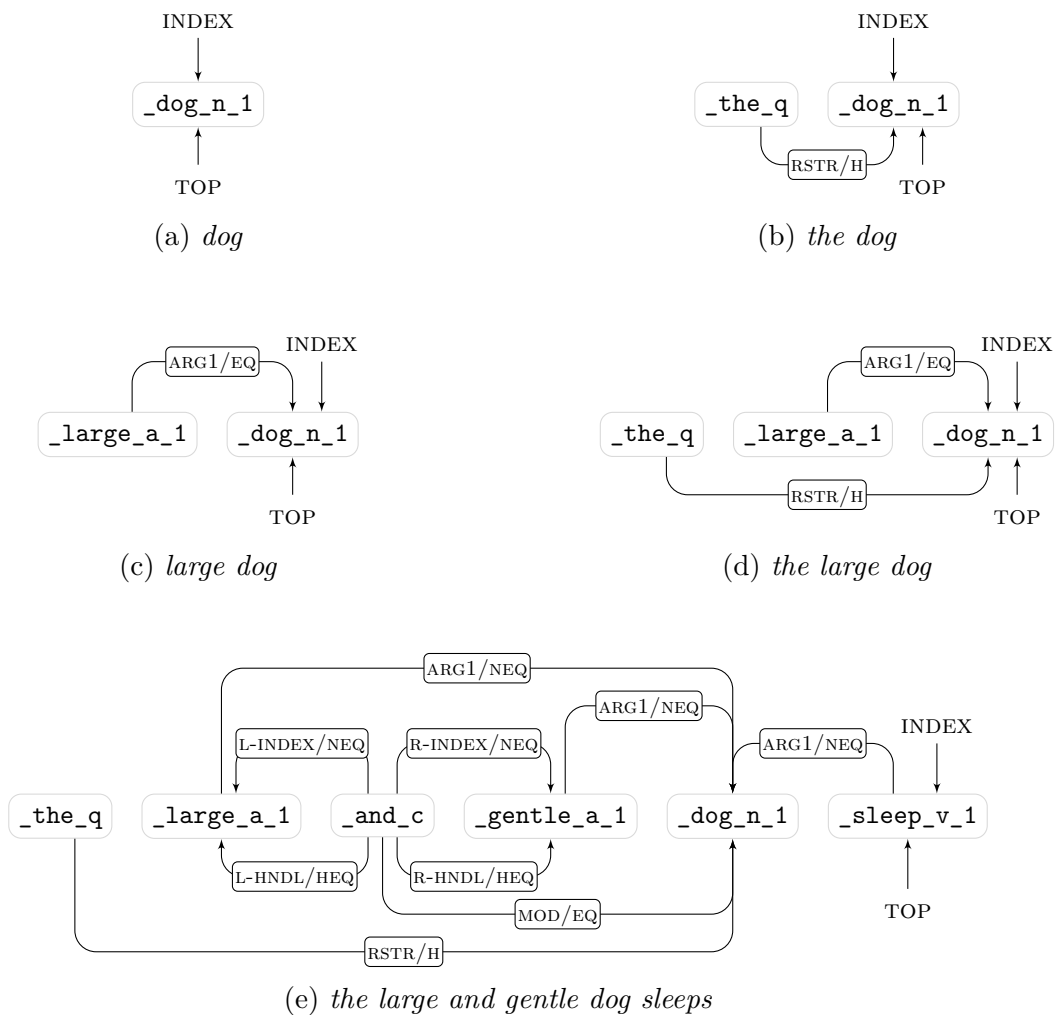 INDEX INDEX
_dog_n_1 _the_q _dog_n_1
RSTR/H
TOP TOP
(a) dog (b) the dog
ARG1/EQ INDEX ARG1/EQ INDEX
_large_a_1 _dog_n_1 _the_q _large_a_1 _dog_n_1
RSTR/H
TOP TOP
(c) large dog (d) the large dog
ARG1/NEQ
ARG1/NEQ
L-INDEX/NEQ R-INDEX/NEQ ARG1/NEQ INDEX
_the_q _large_a_1 _and_c _gentle_a_1 _dog_n_1 _sleep_v_1
L-HNDL/HEQ R-HNDL/HEQ
MOD/EQ TOP
RSTR/H
(e) the large and gentle dog sleeps